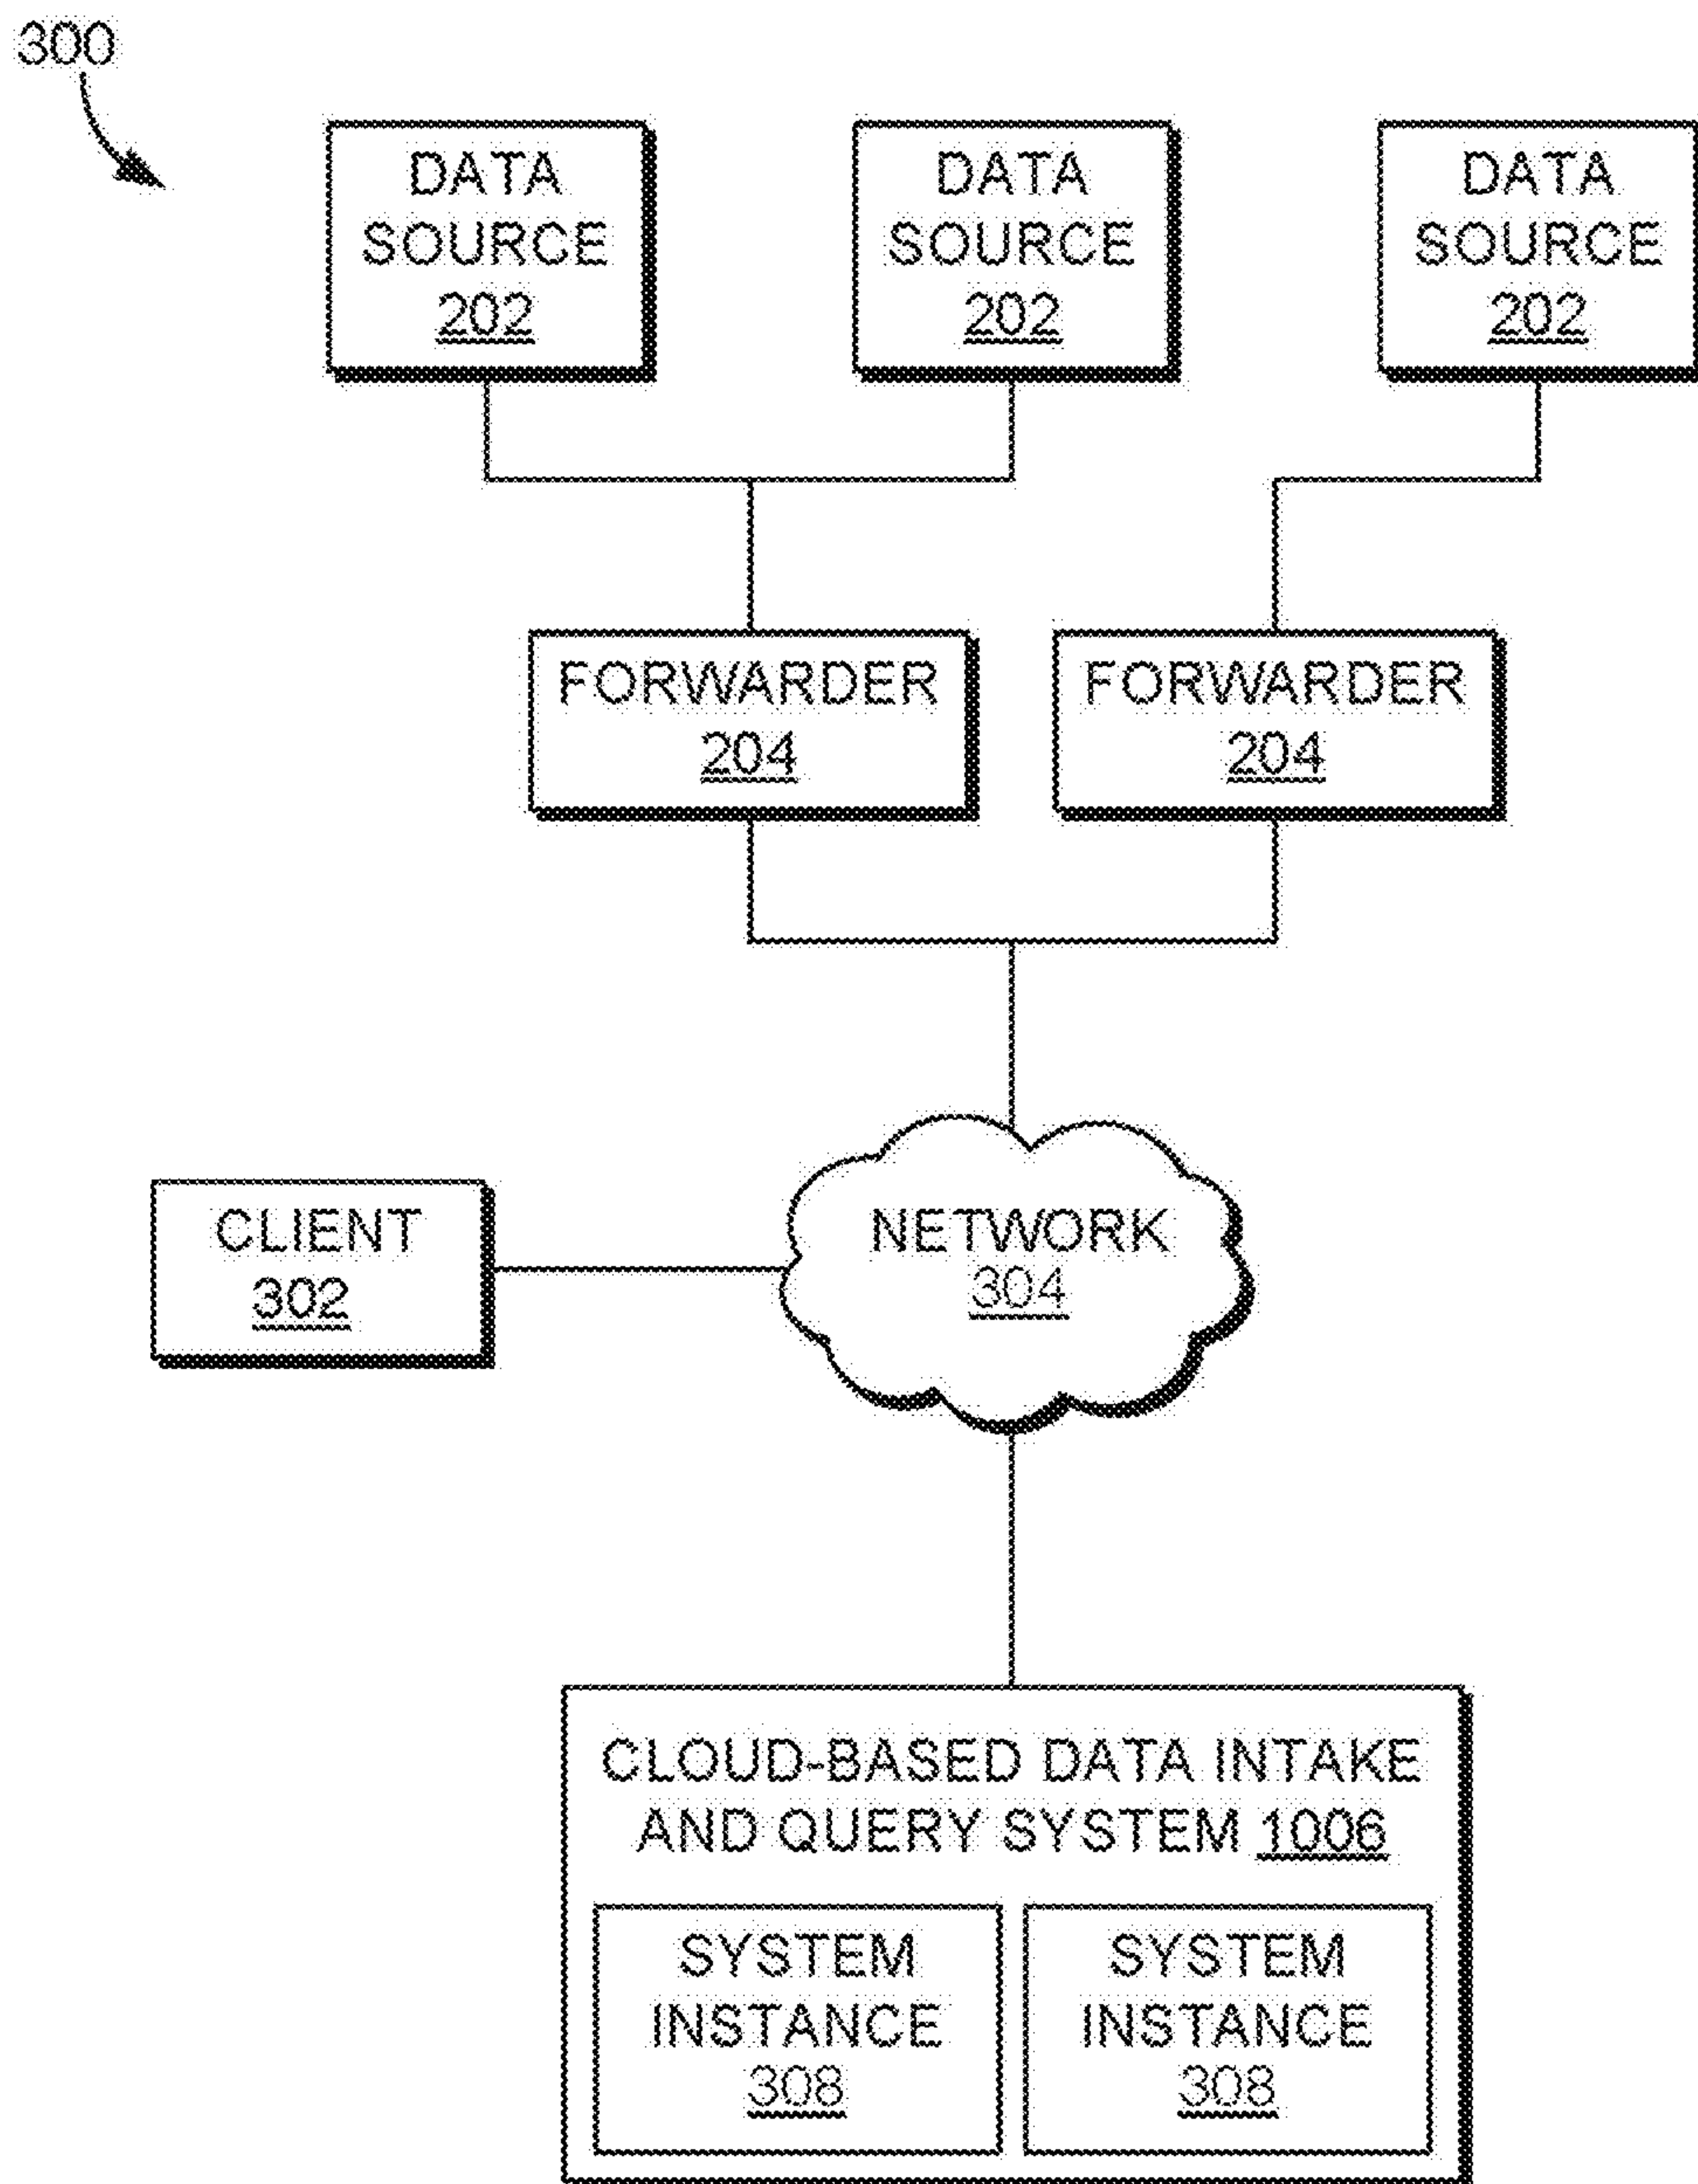 300
DATA
SOURCE
202
DATA
SOURCE
202
DATA
SOURCE
202
FORWARDER
204
FORWARDER
204
CLIENT
302
NETWORK
304
CLOUD-BASED DATA INTAKE
AND QUERY SYSTEM 1006
SYSTEM
INSTANCE
308
SYSTEM
INSTANCE
308